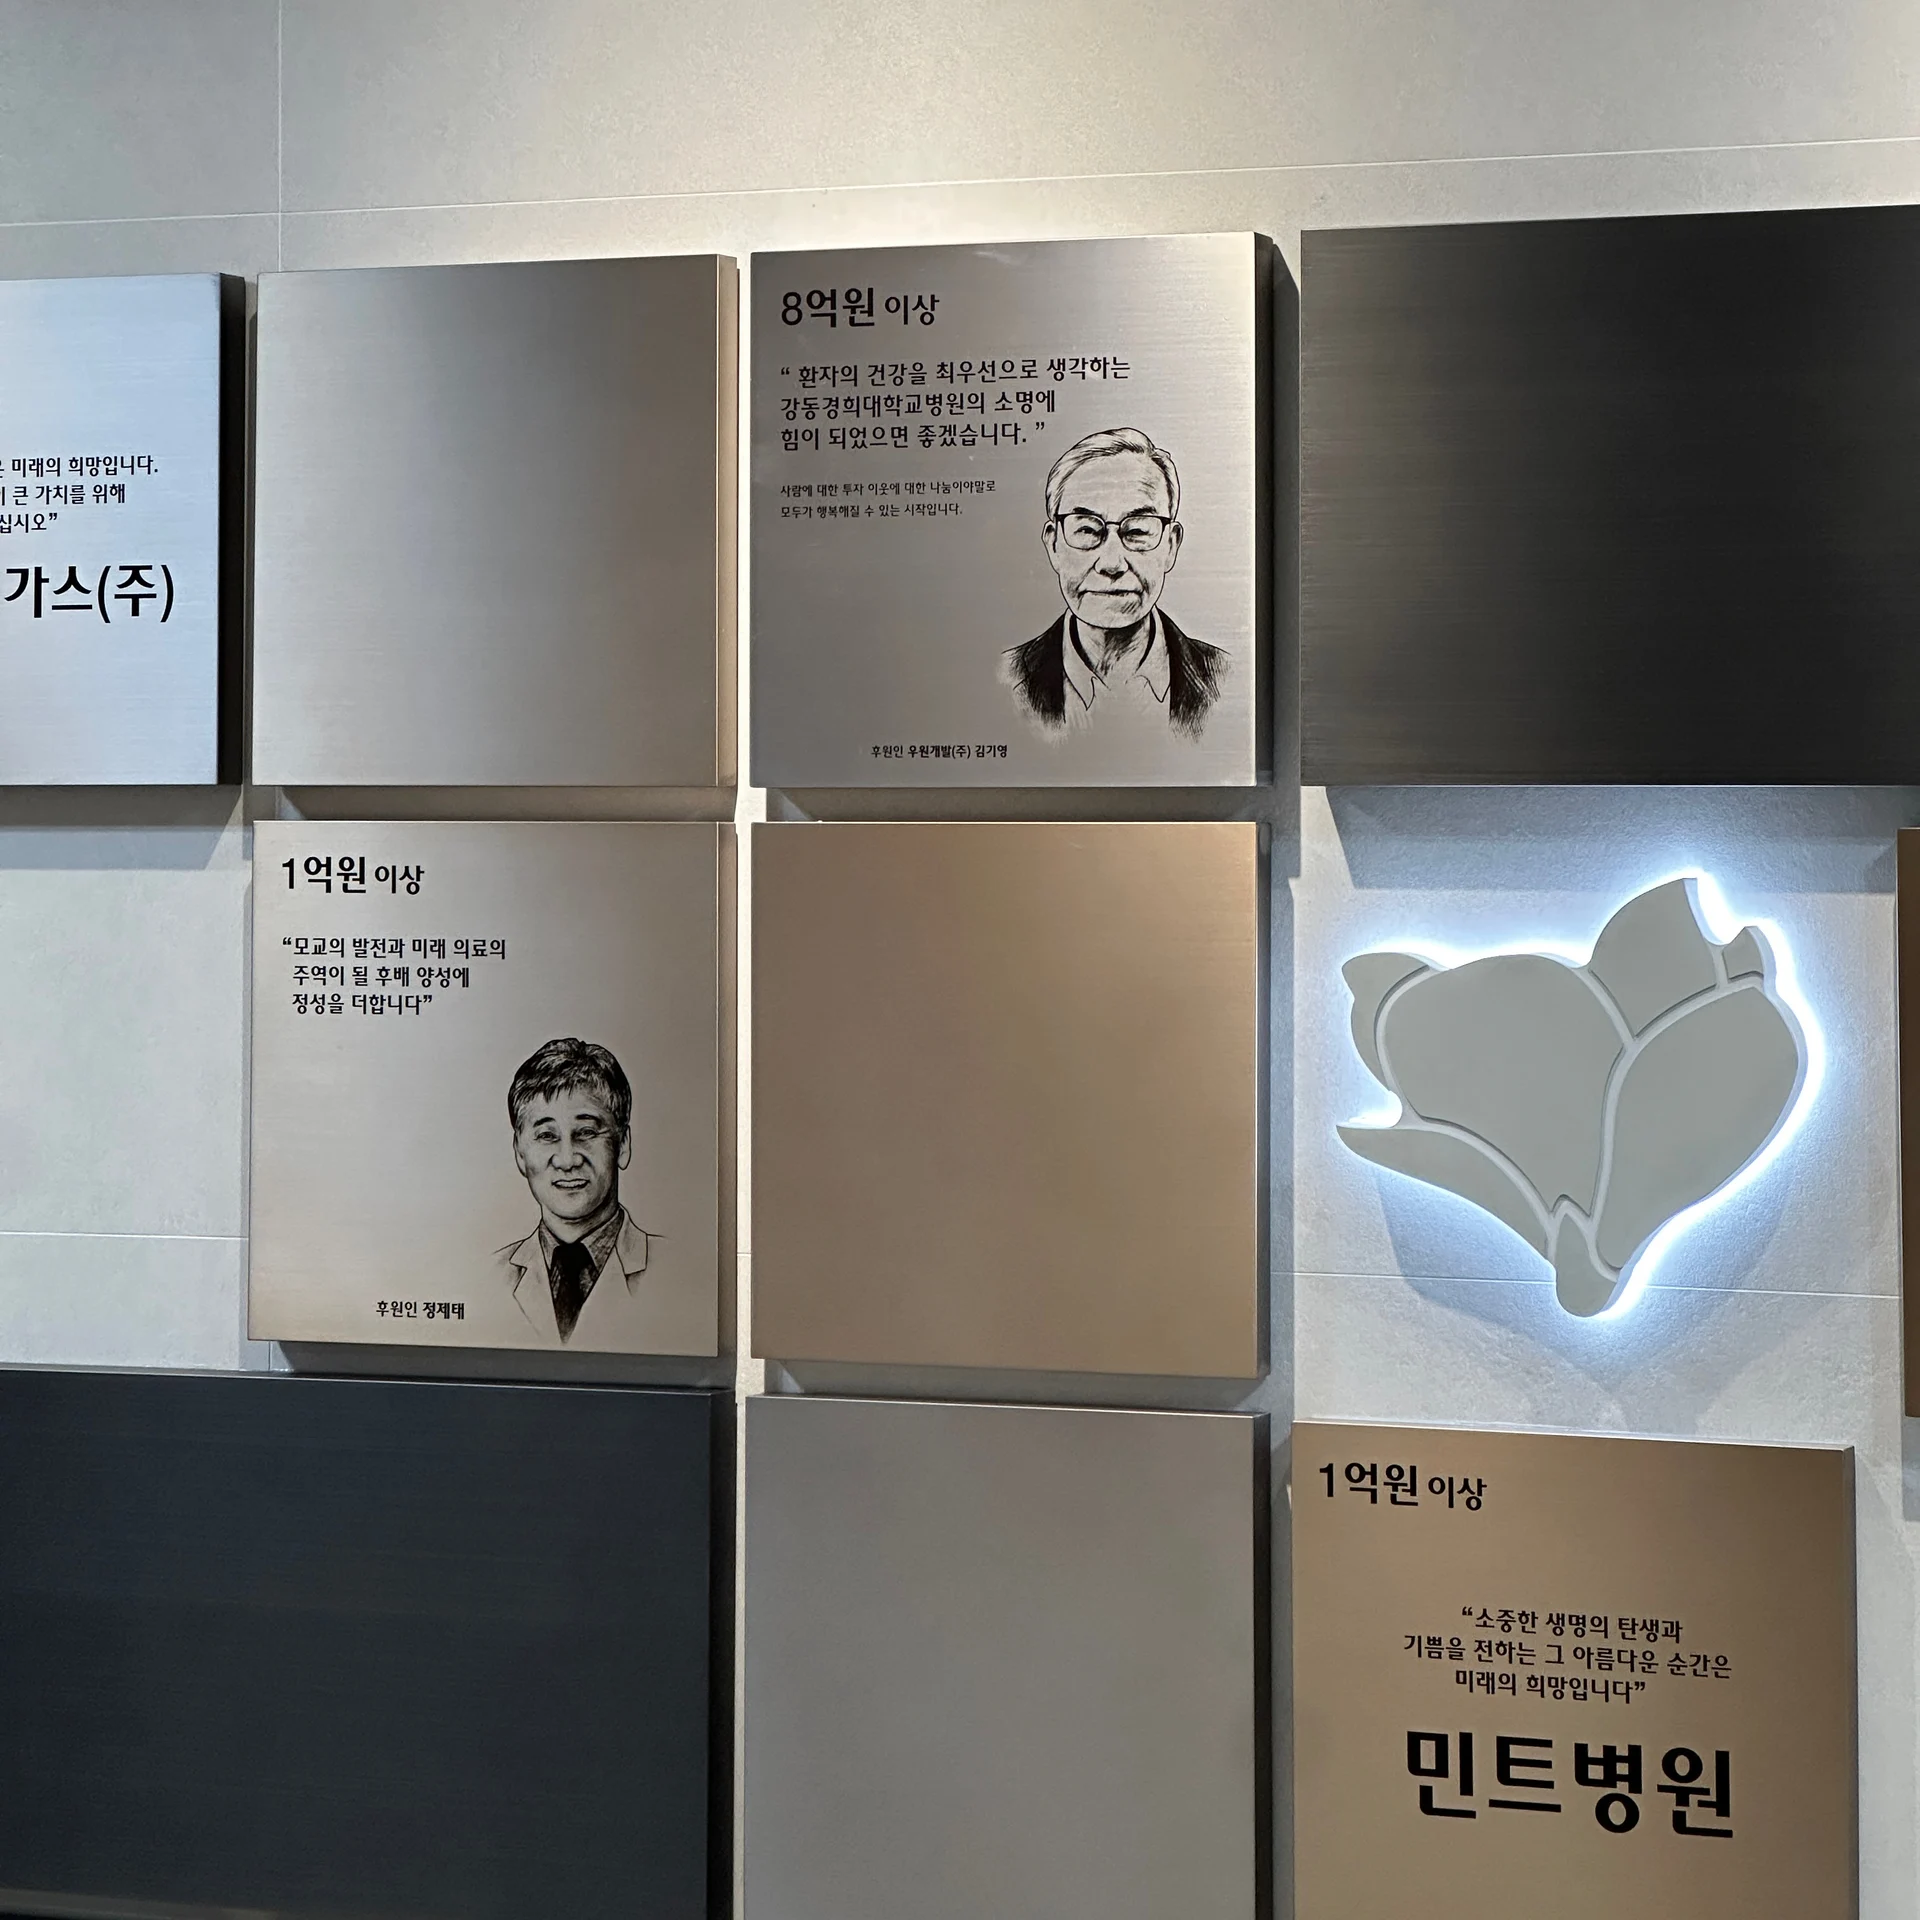 미래의 희망입니다.
큰 가치를 위해
십시오”
가스(주)
8억원 이상
“ 환자의 건강을 최우선으로 생각하는
강동경희대학교병원의 소명에
힘이 되었으면 좋겠습니다. ”
사람에 대한 투자 이웃에 대한 나눔이야말로
모두가 행복해질 수 있는 시작입니다.
후원인 우원개발(주) 김기영
1억원 이상
“모교의 발전과 미래 의료의
주역이 될 후배 양성에
정성을 더합니다”
후원인 정제태
1억원 이상
“소중한 생명의 탄생과
기쁨을 전하는 그 아름다운 순간은
미래의 희망입니다”
민트병원